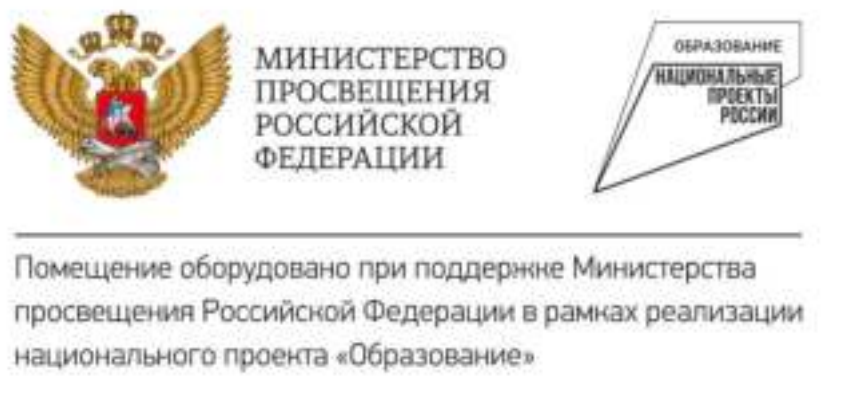 МИНИСТЕРСТВО
ПРОСВЕЩЕНИЯ
РОССИЙСКОЙ
ФЕДЕРАЦИИ
ОБРАЗОВАНИЕ
НАЦИОНАЛЬНЫЕ
ПРОЕКТЫ
РОССИИ
Помещение оборудовано при поддержке Министерства
просвещения Российской Федерации в рамках реализации
национального проекта «Образование»